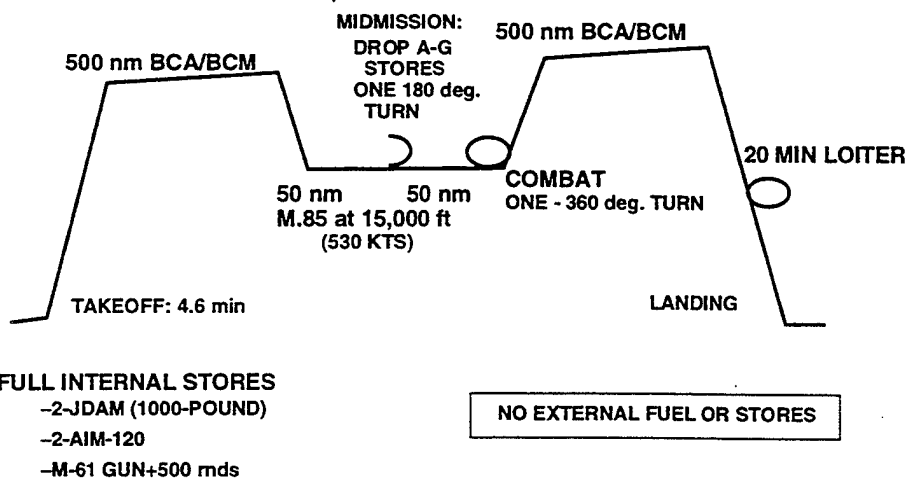 MIDMISSION:
DROP A-G
STORES
ONE 180 deg.
TURN
500 nm BCA/BCM
500 nm BCA/BCM
20 MIN LOITER
50 nm
50 nm
M.85 at 15,000 ft
(530 KTS)
COMBAT
ONE - 360 deg. TURN
TAKEOFF: 4.6 min
LANDING
FULL INTERNAL STORES
–2-JDAM (1000-POUND)
–2-AIM-120
–M-61 GUN+500 rnds
NO EXTERNAL FUEL OR STORES